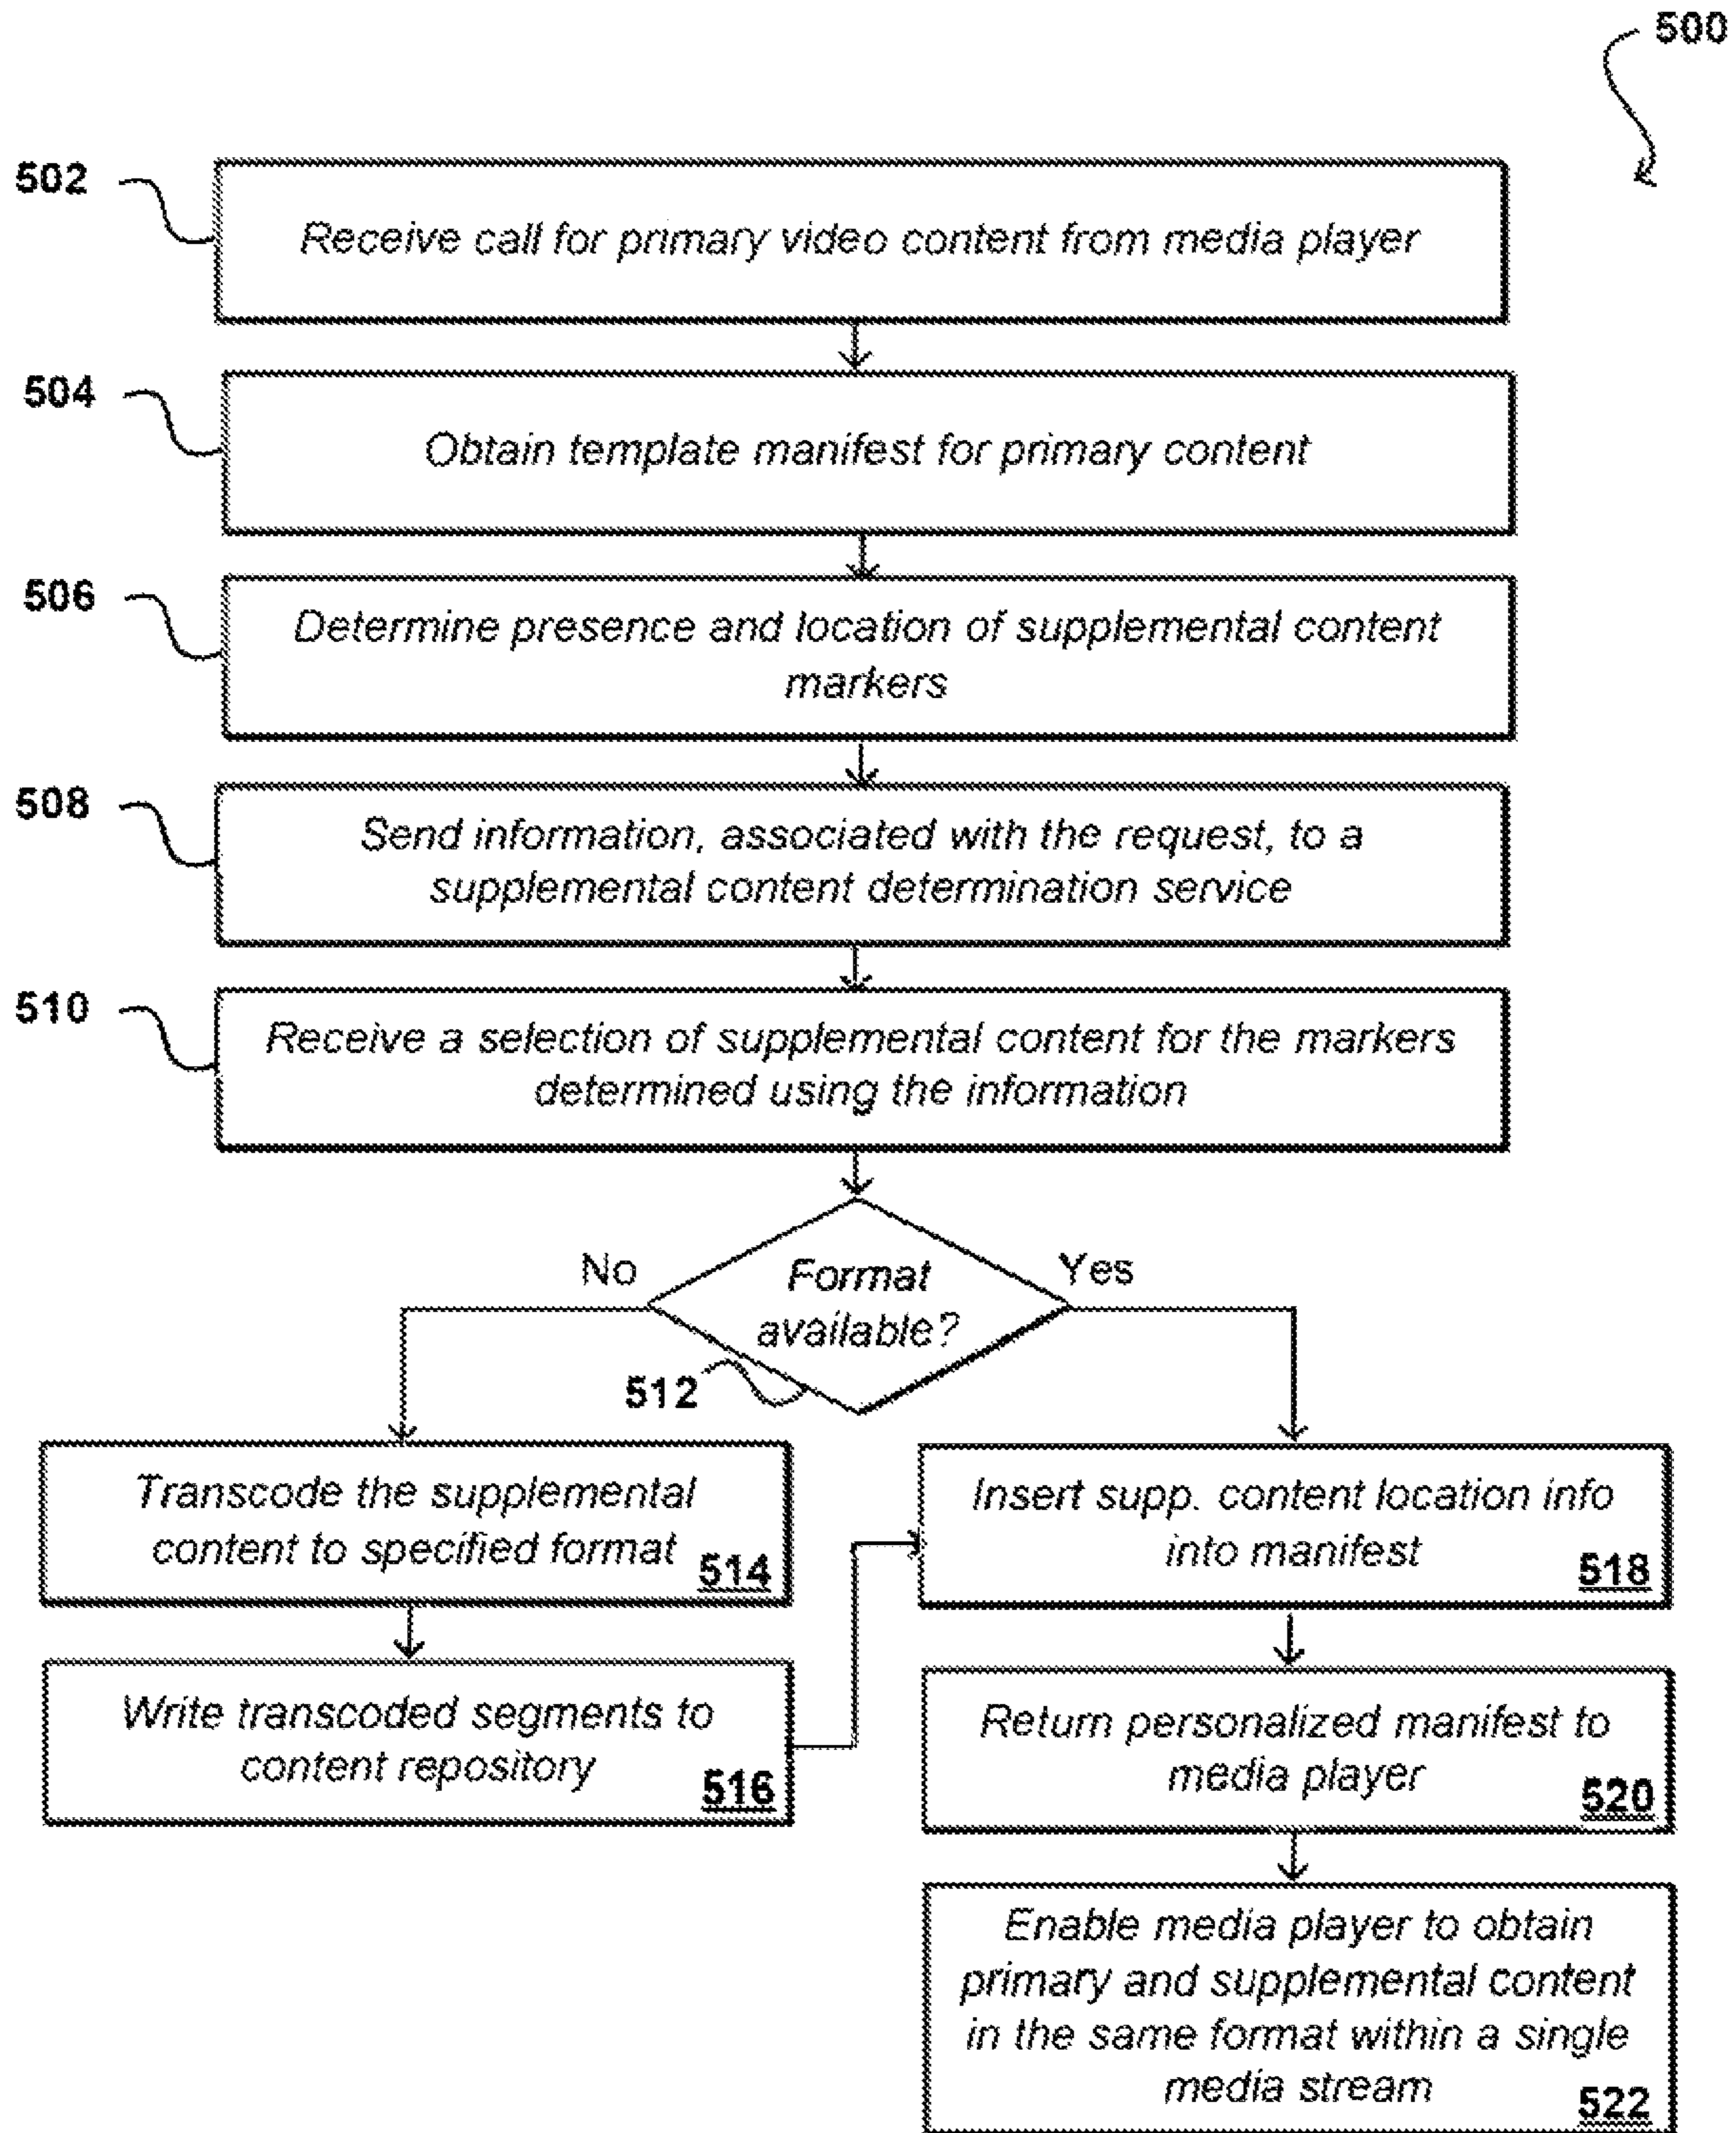 500
502
Receive call for primary video content from media player
504
Obtain template manifest for primary content
506
Determine presence and location of supplemental content
markers
508
Send information, associated with the request, to a
supplemental content determination service
510
Receive a selection of supplemental content for the markers
determined using the information
No
Format
available?
Yes
512
Transcode the supplemental
content to specified format
514
Insert supp. content location info
into manifest
518
Write transcoded segments to
content repository
516
Return personalized manifest to
media player
520
Enable media player to obtain
primary and supplemental content
in the same format within a single
media stream
522